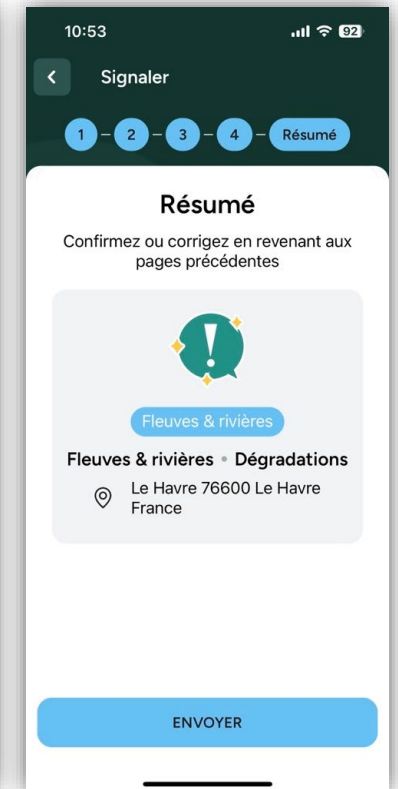 10:53
92
Signaler
1 – 2 – 3 – 4 – Résumé
Résumé
Confirmez ou corrigez en revenant aux
pages précédentes
!
Fleuves & rivières
Fleuves & rivières • Dégradations
Le Havre 76600 Le Havre
France
ENVOYER